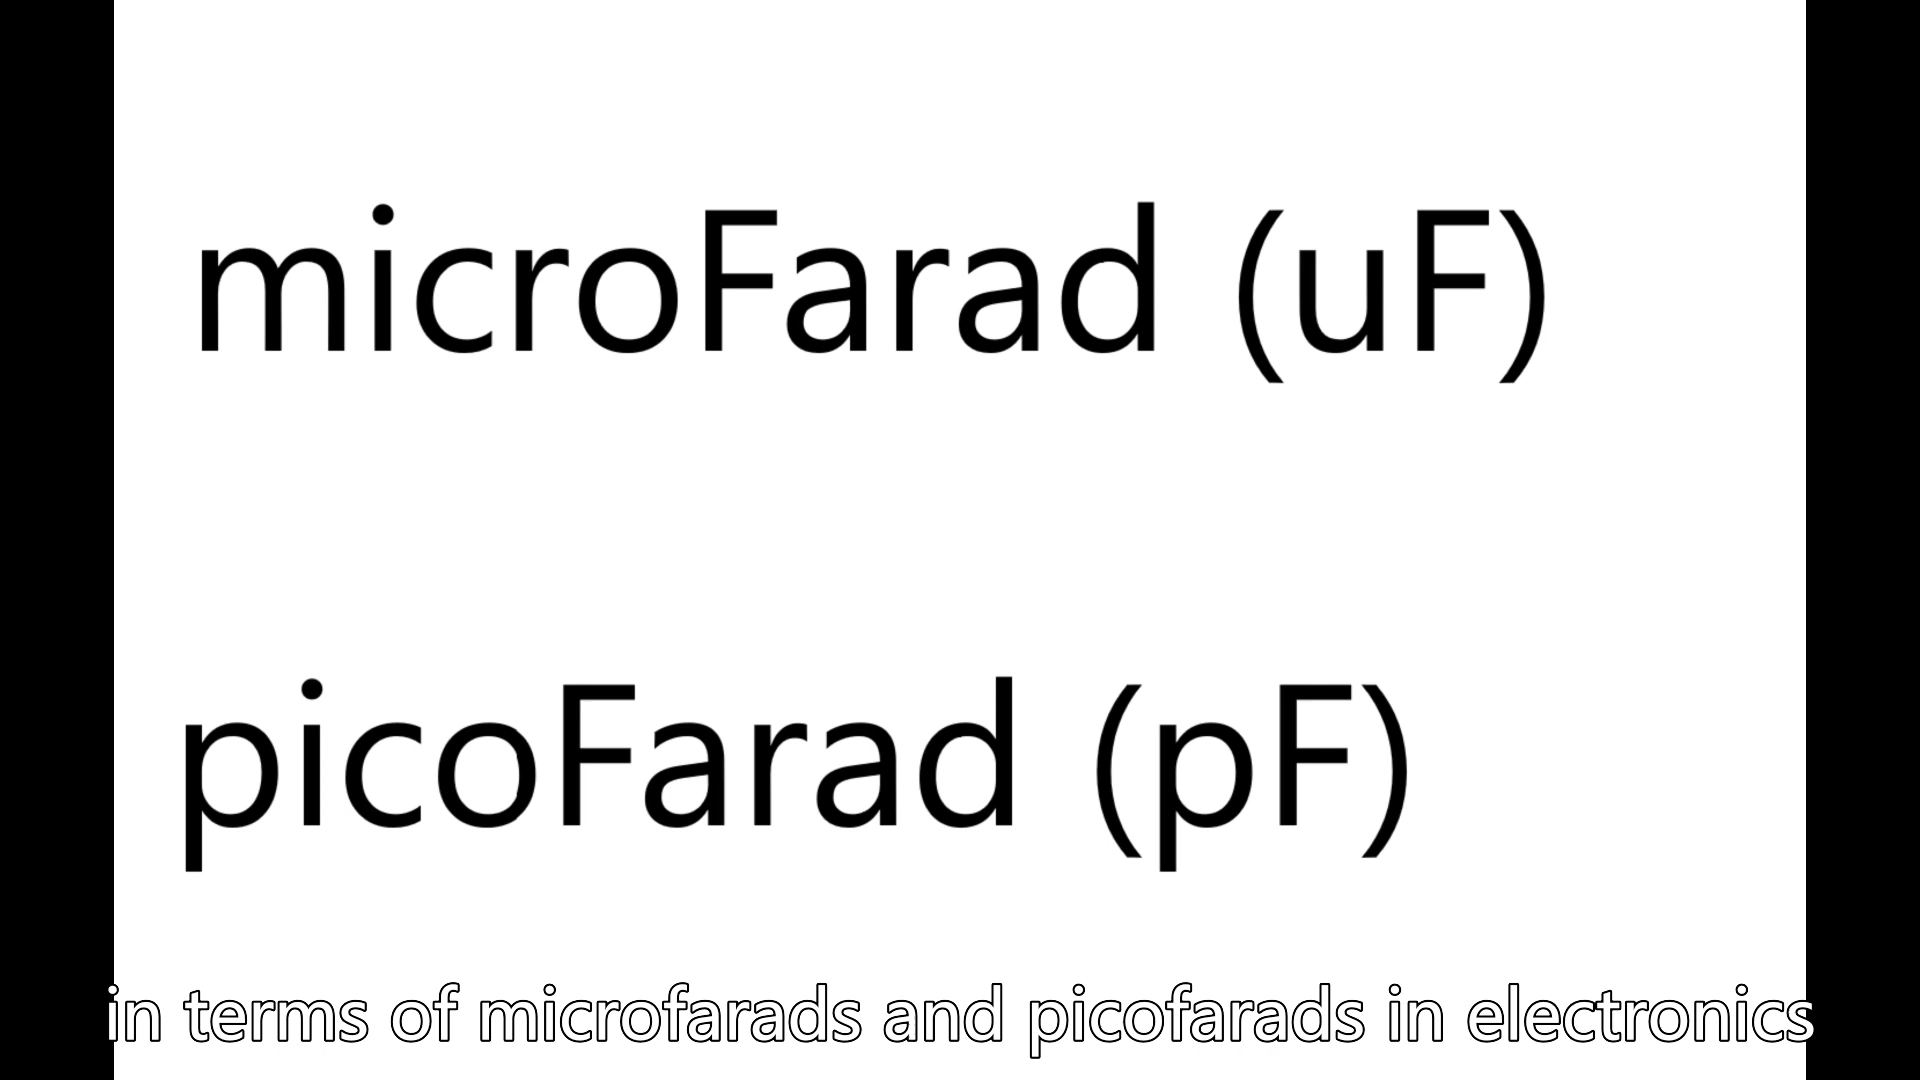 microFarad (uF)
picoFarad (pF)
in terms of microfarads and picofarads in electronics